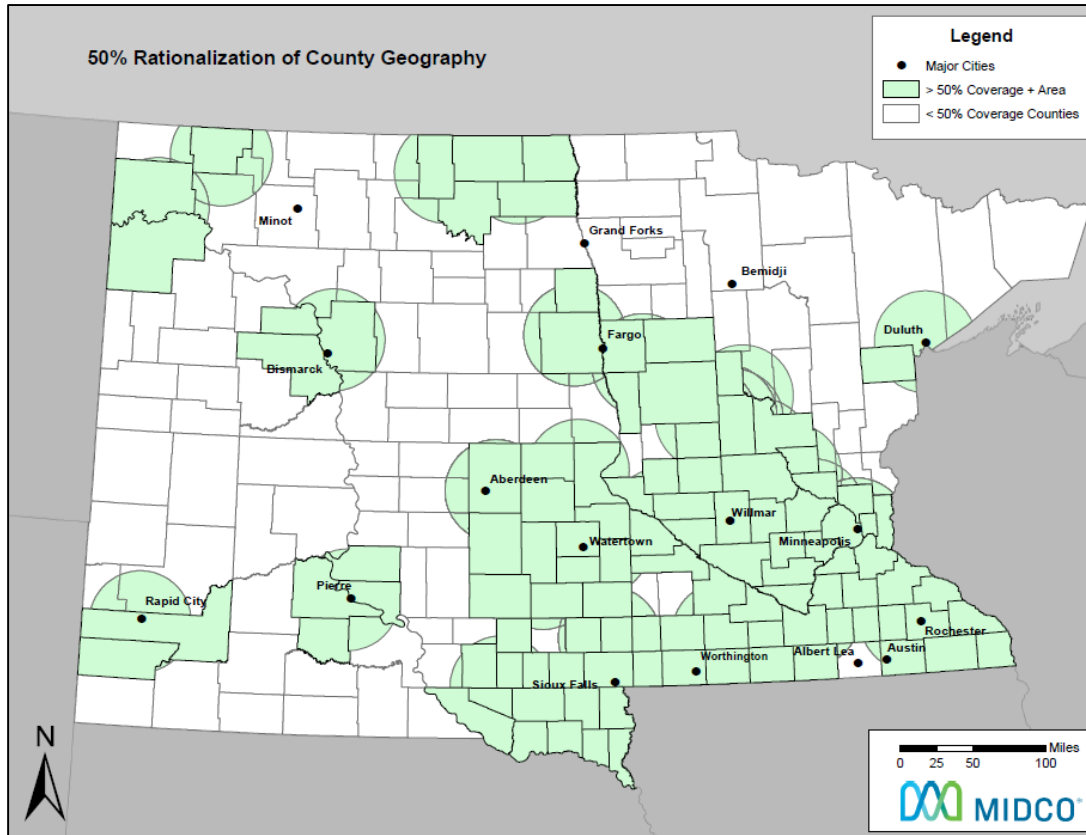 50% Rationalization of County Geography
Legend
Major Cities
> 50% Coverage + Area
< 50% Coverage Counties
Minot
Grand Forks
Bemidji
Duluth
Fargo
Bismarck
Aberdeen
Willmar
Watertown
Minneapolis
Pierre
Rapid City
Rochester
Albert Lea
Austin
Worthington
Sioux Falls
N
Miles
0 25 50 100
MIDCO®